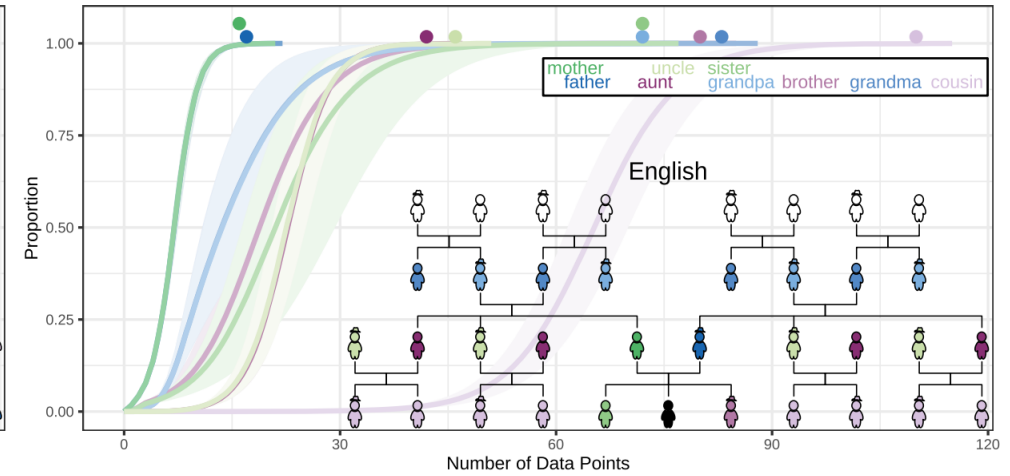 1.00
0.75
0.50
0.25
0.00
Proportion
mother uncle sister
father aunt grandpa brother grandma cousin
English
0 30 60 90 120
Number of Data Points